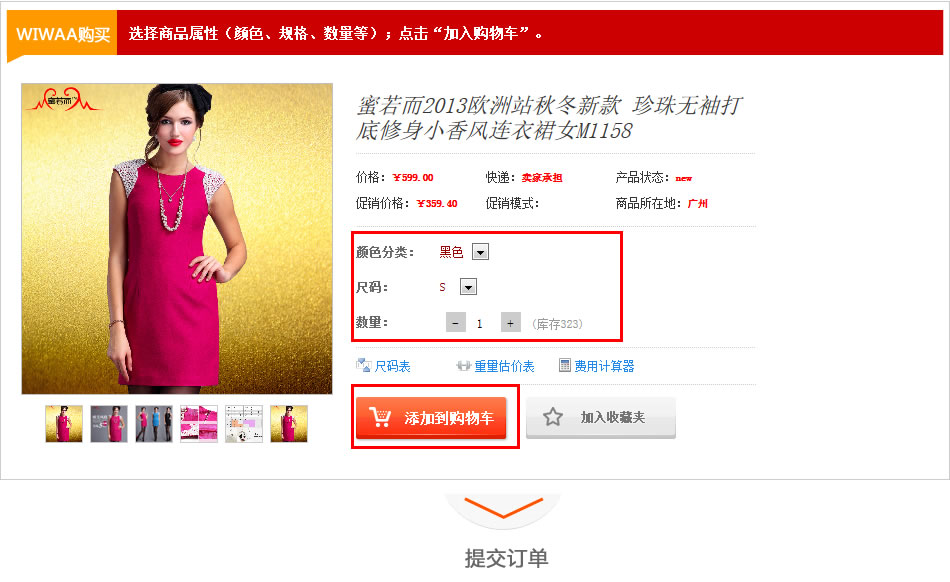 WIWAA购买
选择商品属性（颜色、规格、数量等）；点击“加入购物车”。
蜜若而
蜜若而2013欧洲站秋冬新款 珍珠无袖打
底修身小香风连衣裙女M1158
价格：￥599.00 快递：卖家承担 产品状态：new
促销价格：￥359.40 促销模式： 商品所在地：广州
颜色分类： 黑色
尺码： S
数量： - 1 + （库存323）
尺码表 重量估价表 费用计算器
添加到购物车 加入收藏夹
提交订单